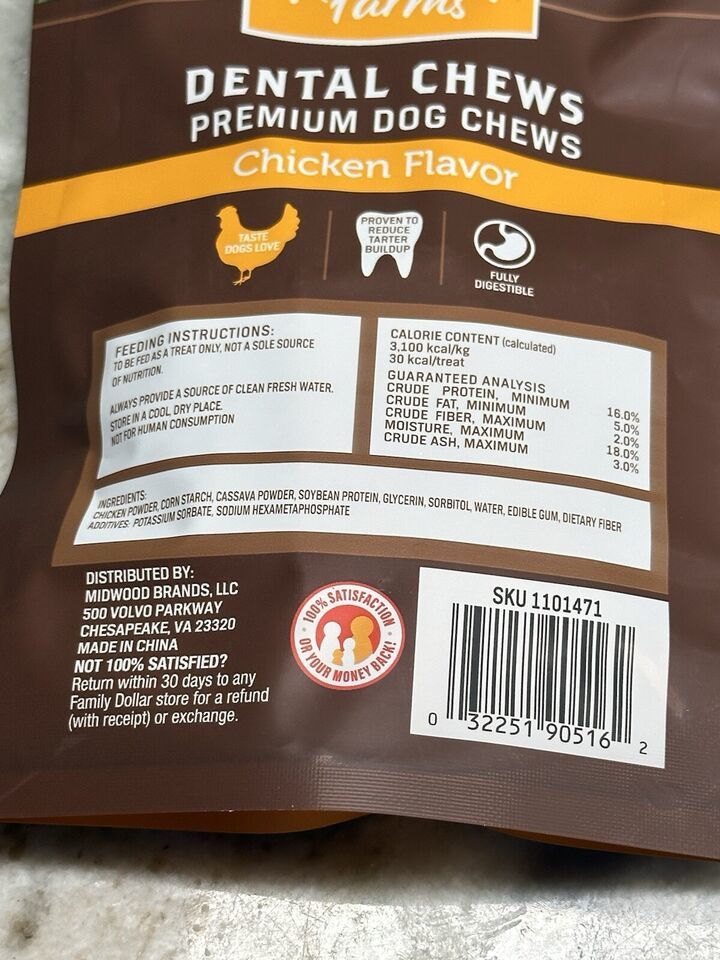 Farms
DENTAL CHEWS
PREMIUM DOG CHEWS
Chicken Flavor
TASTE
DOGS LOVE
PROVEN TO
REDUCE
TARTER
BUILDUP
FULLY
DIGESTIBLE
FEEDING INSTRUCTIONS:
TO BE FED AS A TREAT ONLY, NOT A SOLE SOURCE
OF NUTRITION.
ALWAYS PROVIDE A SOURCE OF CLEAN FRESH WATER.
STORE IN A COOL DRY PLACE.
NOT FOR HUMAN CONSUMPTION
CALORIE CONTENT (calculated)
3,100 kcal/kg
30 kcal/treat
GUARANTEED ANALYSIS
CRUDE PROTEIN, MINIMUM 16.0%
CRUDE FAT, MINIMUM 5.0%
CRUDE FIBER, MAXIMUM 2.0%
MOISTURE, MAXIMUM 18.0%
CRUDE ASH, MAXIMUM 3.0%
INGREDIENTS:
CHICKEN POWDER, CORN STARCH, CASSAVA POWDER, SOYBEAN PROTEIN, GLYCERIN, SORBITOL, WATER, EDIBLE GUM, DIETARY FIBER
ADDITIVES: POTASSIUM SORBATE, SODIUM HEXAMETAPHOSPHATE
DISTRIBUTED BY:
MIDWOOD BRANDS, LLC
500 VOLVO PARKWAY
CHESAPEAKE, VA 23320
MADE IN CHINA
NOT 100% SATISFIED?
Return within 30 days to any
Family Dollar store for a refund
(with receipt) or exchange.
100% SATISFACTION
OR YOUR MONEY BACK!
SKU 1101471
0 32251 90516 2